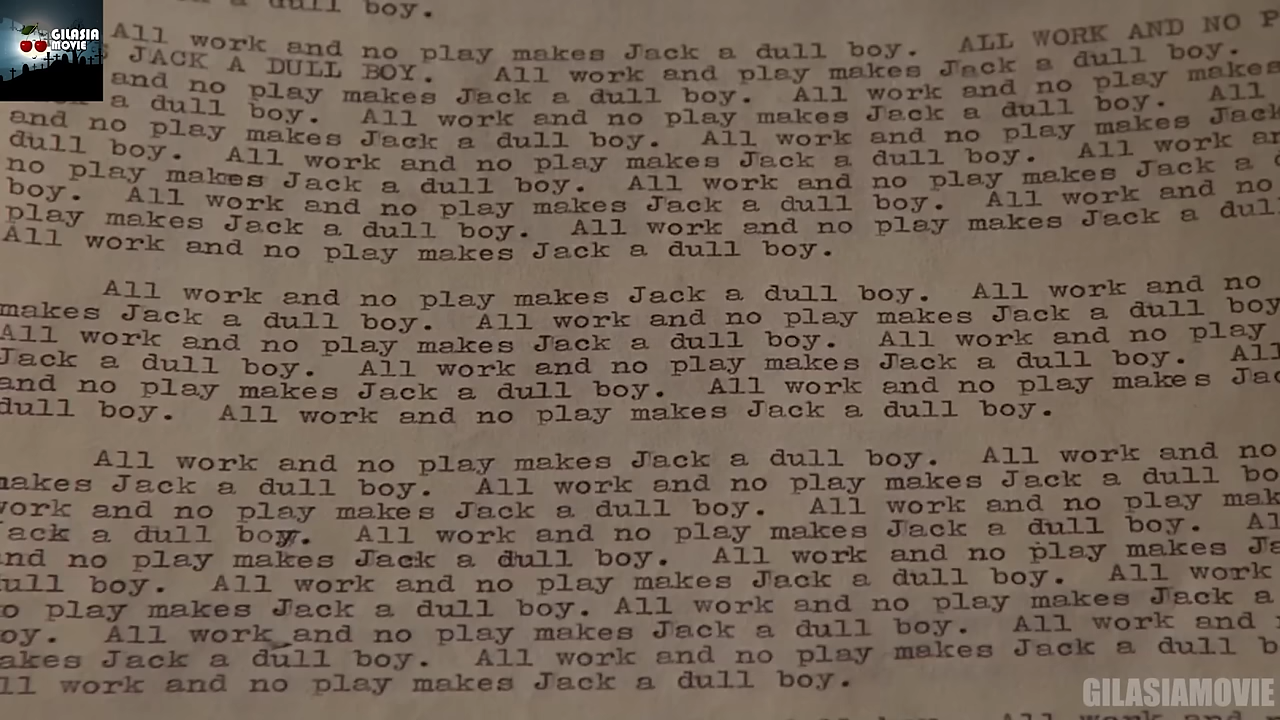 a dull boy.
GILASIA
MOVIE
All work and no play makes Jack a dull boy. ALL WORK AND NO P
S JACK A DULL BOY. All work and play makes Jack a dull boy.
and no play makes Jack a dull boy. All work and no play makes
a dull boy. All work and no play makes Jack a dull boy. All
and no play makes Jack a dull boy. All work and no play makes Jack
dull boy. All work and no play makes Jack a dull boy. All work an
no play makes Jack a dull boy. All work and no play makes Jack a d
boy. All work and no play makes Jack a dull boy. All work and no
play makes Jack a dull boy. All work and no play makes Jack a dull
All work and no play makes Jack a dull boy.
All work and no play makes Jack a dull boy. All work and no
makes Jack a dull boy. All work and no play makes Jack a dull boy
All work and no play makes Jack a dull boy. All work and no play
Jack a dull boy. All work and no play makes Jack a dull boy. All
and no play makes Jack a dull boy. All work and no play makes Jac
dull boy. All work and no play makes Jack a dull boy.
All work and no play makes Jack a dull boy. All work and no
makes Jack a dull boy. All work and no play makes Jack a dull bo
work and no play makes Jack a dull boy. All work and no play mak
Jack a dull boy. All work and no play makes Jack a dull boy. Al
nd no play makes Jack a dull boy. All work and no play makes Ja
ull boy. All work and no play makes Jack a dull boy. All work
o play makes Jack a dull boy. All work and no play makes Jack a
oy. All work and no play makes Jack a dull boy. All work and n
akes Jack a dull boy. All work and no play makes Jack a dull b
ll work and no play makes Jack a dull boy.
GILASIAMOVIE